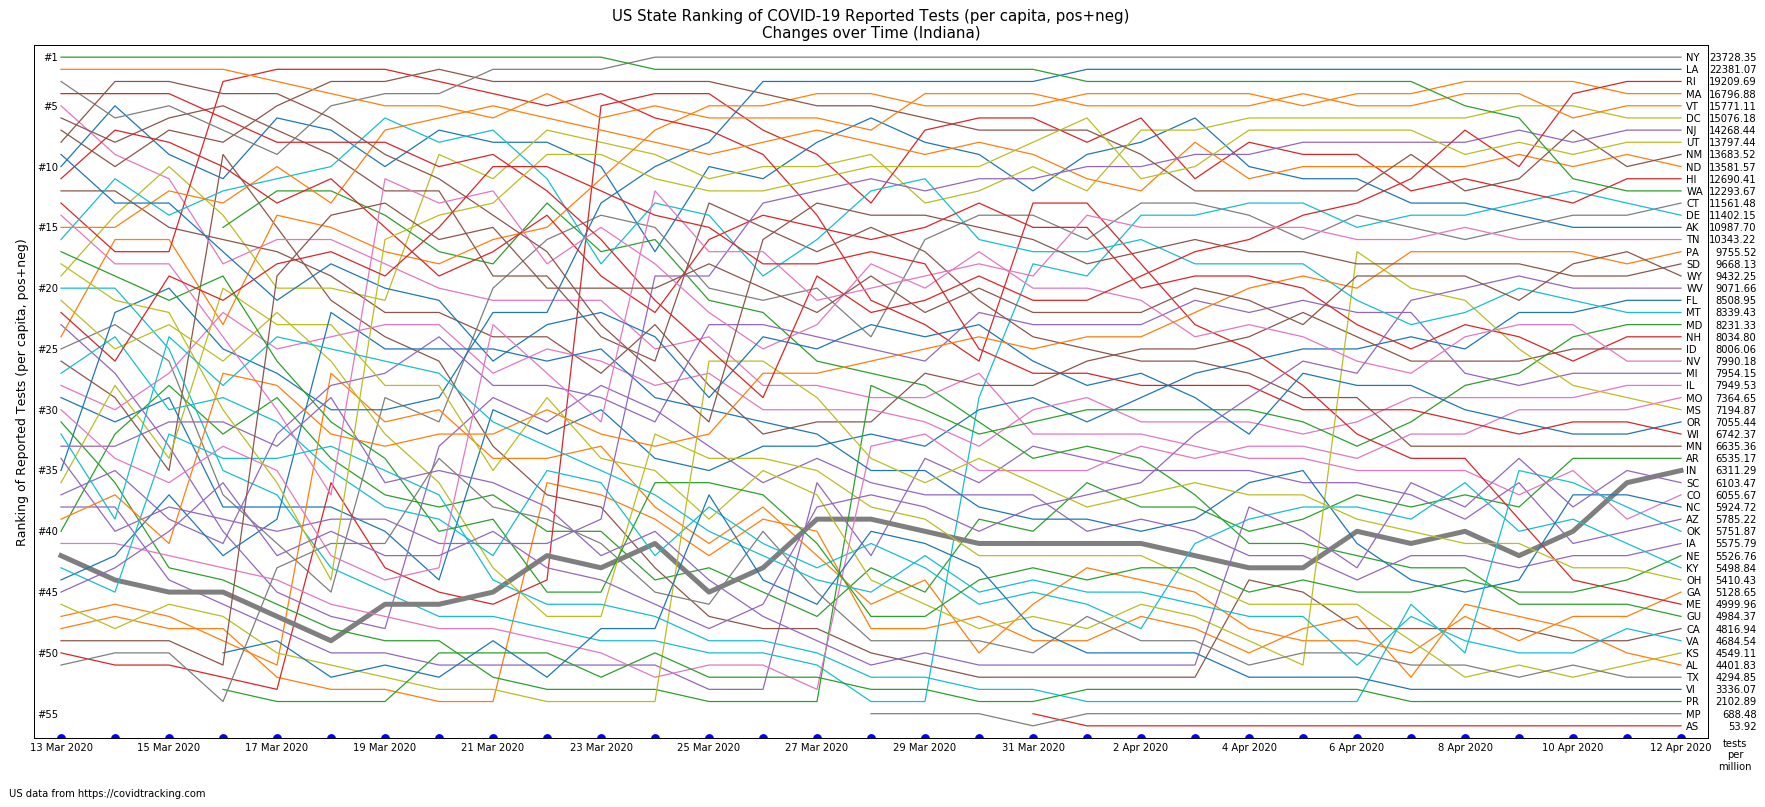 US State Ranking of COVID-19 Reported Tests (per capita, pos+neg)
Changes over Time (Indiana)
Ranking of Reported Tests (per capita, pos+neg)
#1
#5
#10
#15
#20
#25
#30
#35
#40
#45
#50
#55
NY 23728.35
LA 22381.07
RI 19209.69
MA 16796.88
VT 15771.11
DC 15076.18
NJ 14268.44
UT 13797.44
NM 13683.52
ND 13581.57
HI 12690.41
WA 12293.67
CT 11561.48
DE 11402.15
AK 10987.70
TN 10343.22
PA 9755.52
SD 9668.13
WY 9432.25
WV 9071.66
FL 8508.95
MT 8339.43
MD 8231.33
NH 8034.80
ID 8006.06
NV 7990.18
MI 7954.15
IL 7949.53
MO 7364.65
MS 7194.87
OR 7055.44
WI 6742.37
MN 6635.36
AR 6535.17
IN 6311.29
SC 6103.47
CO 6055.67
NC 5924.72
AZ 5785.22
OK 5751.87
IA 5575.79
NE 5526.76
KY 5498.84
OH 5410.43
GA 5128.65
ME 4999.96
GU 4984.37
CA 4816.94
VA 4684.54
KS 4549.11
AL 4401.83
TX 4294.85
VI 3336.07
PR 2102.89
MP 688.48
AS 53.92
13 Mar 2020 15 Mar 2020 17 Mar 2020 19 Mar 2020 21 Mar 2020 23 Mar 2020 25 Mar 2020 27 Mar 2020 29 Mar 2020 31 Mar 2020 2 Apr 2020 4 Apr 2020 6 Apr 2020 8 Apr 2020 10 Apr 2020 12 Apr 2020
tests
per
million
US data from https://covidtracking.com